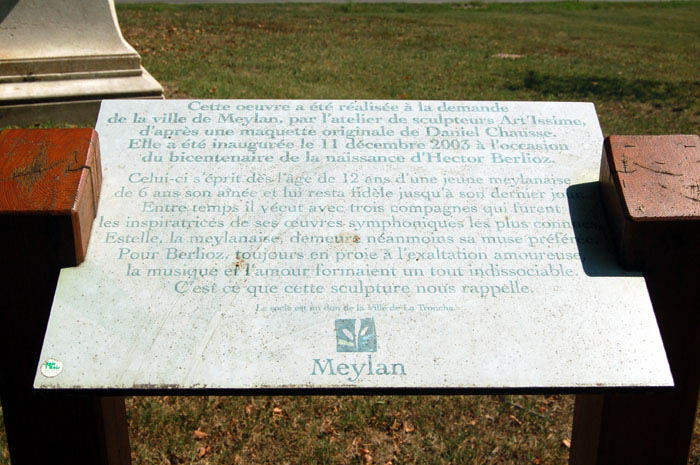 Cette oeuvre a été réalisée à la demande
de la ville de Meylan, par l'atelier de sculpteurs Art'Issime,
d'après une maquette originale de Daniel Chausse.
Elle a été inaugurée le 11 décembre 2003 à l'occasion
du bicentenaire de la naissance d'Hector Berlioz.
Celui-ci s'éprit dès l'âge de 12 ans d'une jeune meylanaise
de 6 ans son aînée et lui resta fidèle jusqu'à son dernier
Entre temps il vécut avec trois compagnes qui furent
les inspiratrices de ses œuvres symphoniques les plus
Estelle, la meylanaise, demeura néanmoins sa muse
Pour Berlioz, toujours en proie à l'exaltation amoureuse,
la musique et l'amour formaient un tout indissociable.
C'est ce que cette sculpture nous rappelle.
Le socle est un don de la Ville de La Tronche.
Meylan